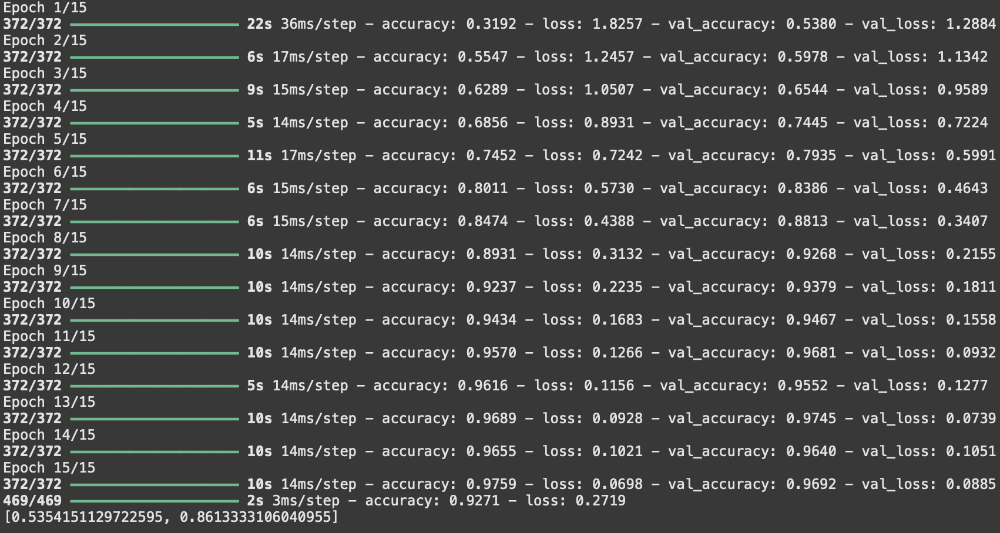 Epoch 1/15
372/372 ━━━━━━━━━━━━━━━━━━━━ 22s 36ms/step - accuracy: 0.3192 - loss: 1.8257 - val_accuracy: 0.5380 - val_loss: 1.2884
Epoch 2/15
372/372 ━━━━━━━━━━━━━━━━━━━━ 6s 17ms/step - accuracy: 0.5547 - loss: 1.2457 - val_accuracy: 0.5978 - val_loss: 1.1342
Epoch 3/15
372/372 ━━━━━━━━━━━━━━━━━━━━ 9s 15ms/step - accuracy: 0.6289 - loss: 1.0507 - val_accuracy: 0.6544 - val_loss: 0.9589
Epoch 4/15
372/372 ━━━━━━━━━━━━━━━━━━━━ 5s 14ms/step - accuracy: 0.6856 - loss: 0.8931 - val_accuracy: 0.7445 - val_loss: 0.7224
Epoch 5/15
372/372 ━━━━━━━━━━━━━━━━━━━━ 11s 17ms/step - accuracy: 0.7452 - loss: 0.7242 - val_accuracy: 0.7935 - val_loss: 0.5991
Epoch 6/15
372/372 ━━━━━━━━━━━━━━━━━━━━ 6s 15ms/step - accuracy: 0.8011 - loss: 0.5730 - val_accuracy: 0.8386 - val_loss: 0.4643
Epoch 7/15
372/372 ━━━━━━━━━━━━━━━━━━━━ 6s 15ms/step - accuracy: 0.8474 - loss: 0.4388 - val_accuracy: 0.8813 - val_loss: 0.3407
Epoch 8/15
372/372 ━━━━━━━━━━━━━━━━━━━━ 10s 14ms/step - accuracy: 0.8931 - loss: 0.3132 - val_accuracy: 0.9268 - val_loss: 0.2155
Epoch 9/15
372/372 ━━━━━━━━━━━━━━━━━━━━ 10s 14ms/step - accuracy: 0.9237 - loss: 0.2235 - val_accuracy: 0.9379 - val_loss: 0.1811
Epoch 10/15
372/372 ━━━━━━━━━━━━━━━━━━━━ 10s 14ms/step - accuracy: 0.9434 - loss: 0.1683 - val_accuracy: 0.9467 - val_loss: 0.1558
Epoch 11/15
372/372 ━━━━━━━━━━━━━━━━━━━━ 10s 14ms/step - accuracy: 0.9570 - loss: 0.1266 - val_accuracy: 0.9681 - val_loss: 0.0932
Epoch 12/15
372/372 ━━━━━━━━━━━━━━━━━━━━ 5s 14ms/step - accuracy: 0.9616 - loss: 0.1156 - val_accuracy: 0.9552 - val_loss: 0.1277
Epoch 13/15
372/372 ━━━━━━━━━━━━━━━━━━━━ 10s 14ms/step - accuracy: 0.9689 - loss: 0.0928 - val_accuracy: 0.9745 - val_loss: 0.0739
Epoch 14/15
372/372 ━━━━━━━━━━━━━━━━━━━━ 10s 14ms/step - accuracy: 0.9655 - loss: 0.1021 - val_accuracy: 0.9640 - val_loss: 0.1051
Epoch 15/15
372/372 ━━━━━━━━━━━━━━━━━━━━ 10s 14ms/step - accuracy: 0.9759 - loss: 0.0698 - val_accuracy: 0.9692 - val_loss: 0.0885
469/469 ━━━━━━━━━━━━━━━━━━━━ 2s 3ms/step - accuracy: 0.9271 - loss: 0.2719
[0.5354151129722595, 0.8613333106040955]